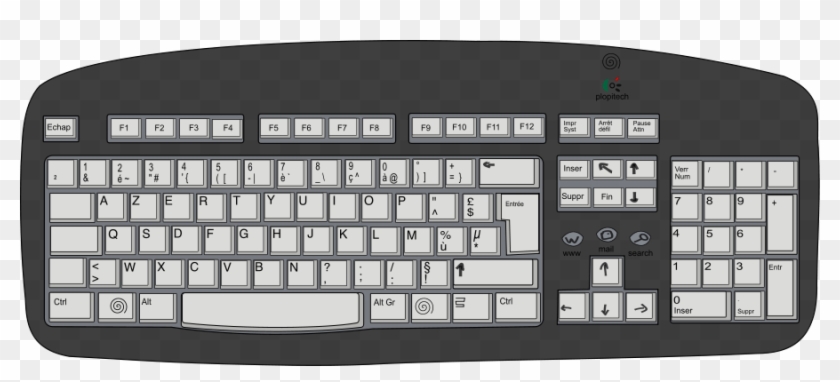 plopitech
Echap F1 F2 F3 F4 F5 F6 F7 F8 F9 F10 F11 F12 Impr Syst Arrêt défil Pause Attn
² 1 & 2 é ~ 3 " # 4 ' { 5 ( [ 6 - | 7 è ` 8 _ \ 9 ç ^ 0 à @ ° ) ] + = } Inser Verr Num / * -
A Z E R T Y U I O P ¨ ^ £ $ Entrée Suppr Fin 7 8 9 +
Q S D F G H J K L M % ù µ * 4 5 6
www mail search
< > W X C V B N ? , . ; / : § ! 1 2 3 Entr
Ctrl Alt Alt Gr Ctrl 0 Inser . Suppr